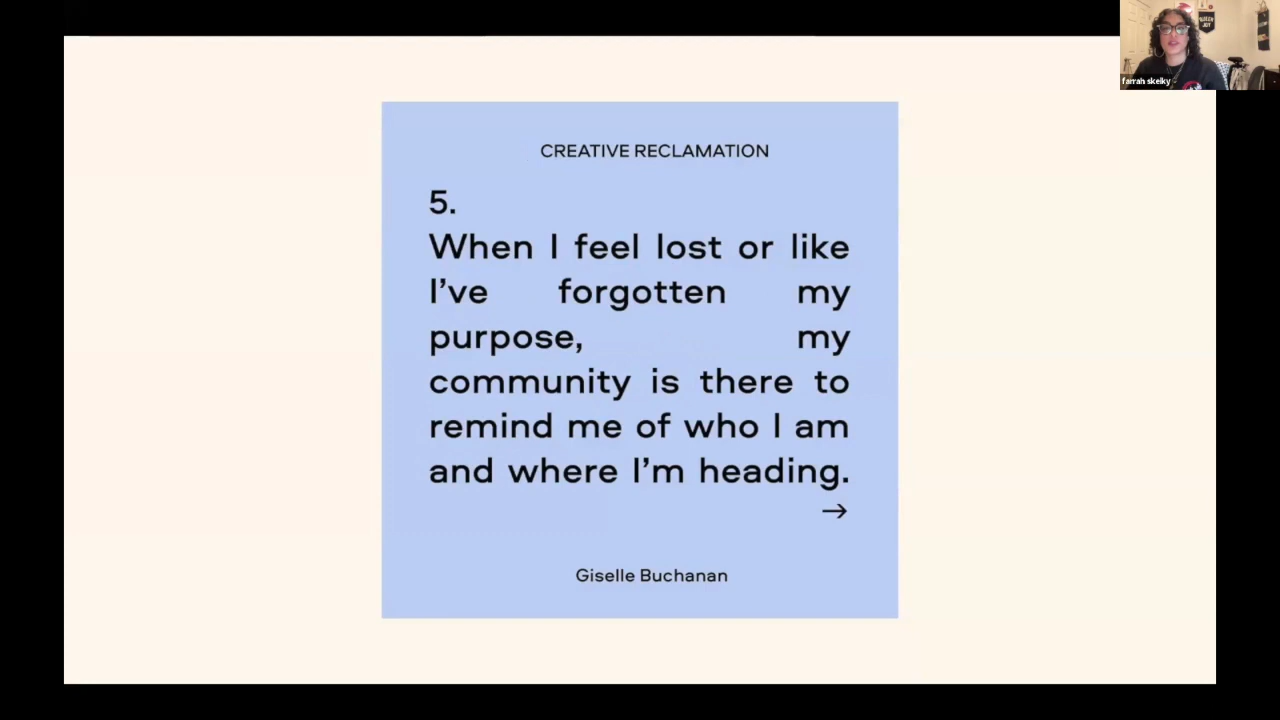 CREATIVE RECLAMATION
5.
When I feel lost or like
I've forgotten my
purpose, my
community is there to
remind me of who I am
and where I'm heading.
→
Giselle Buchanan
farrah skeiky